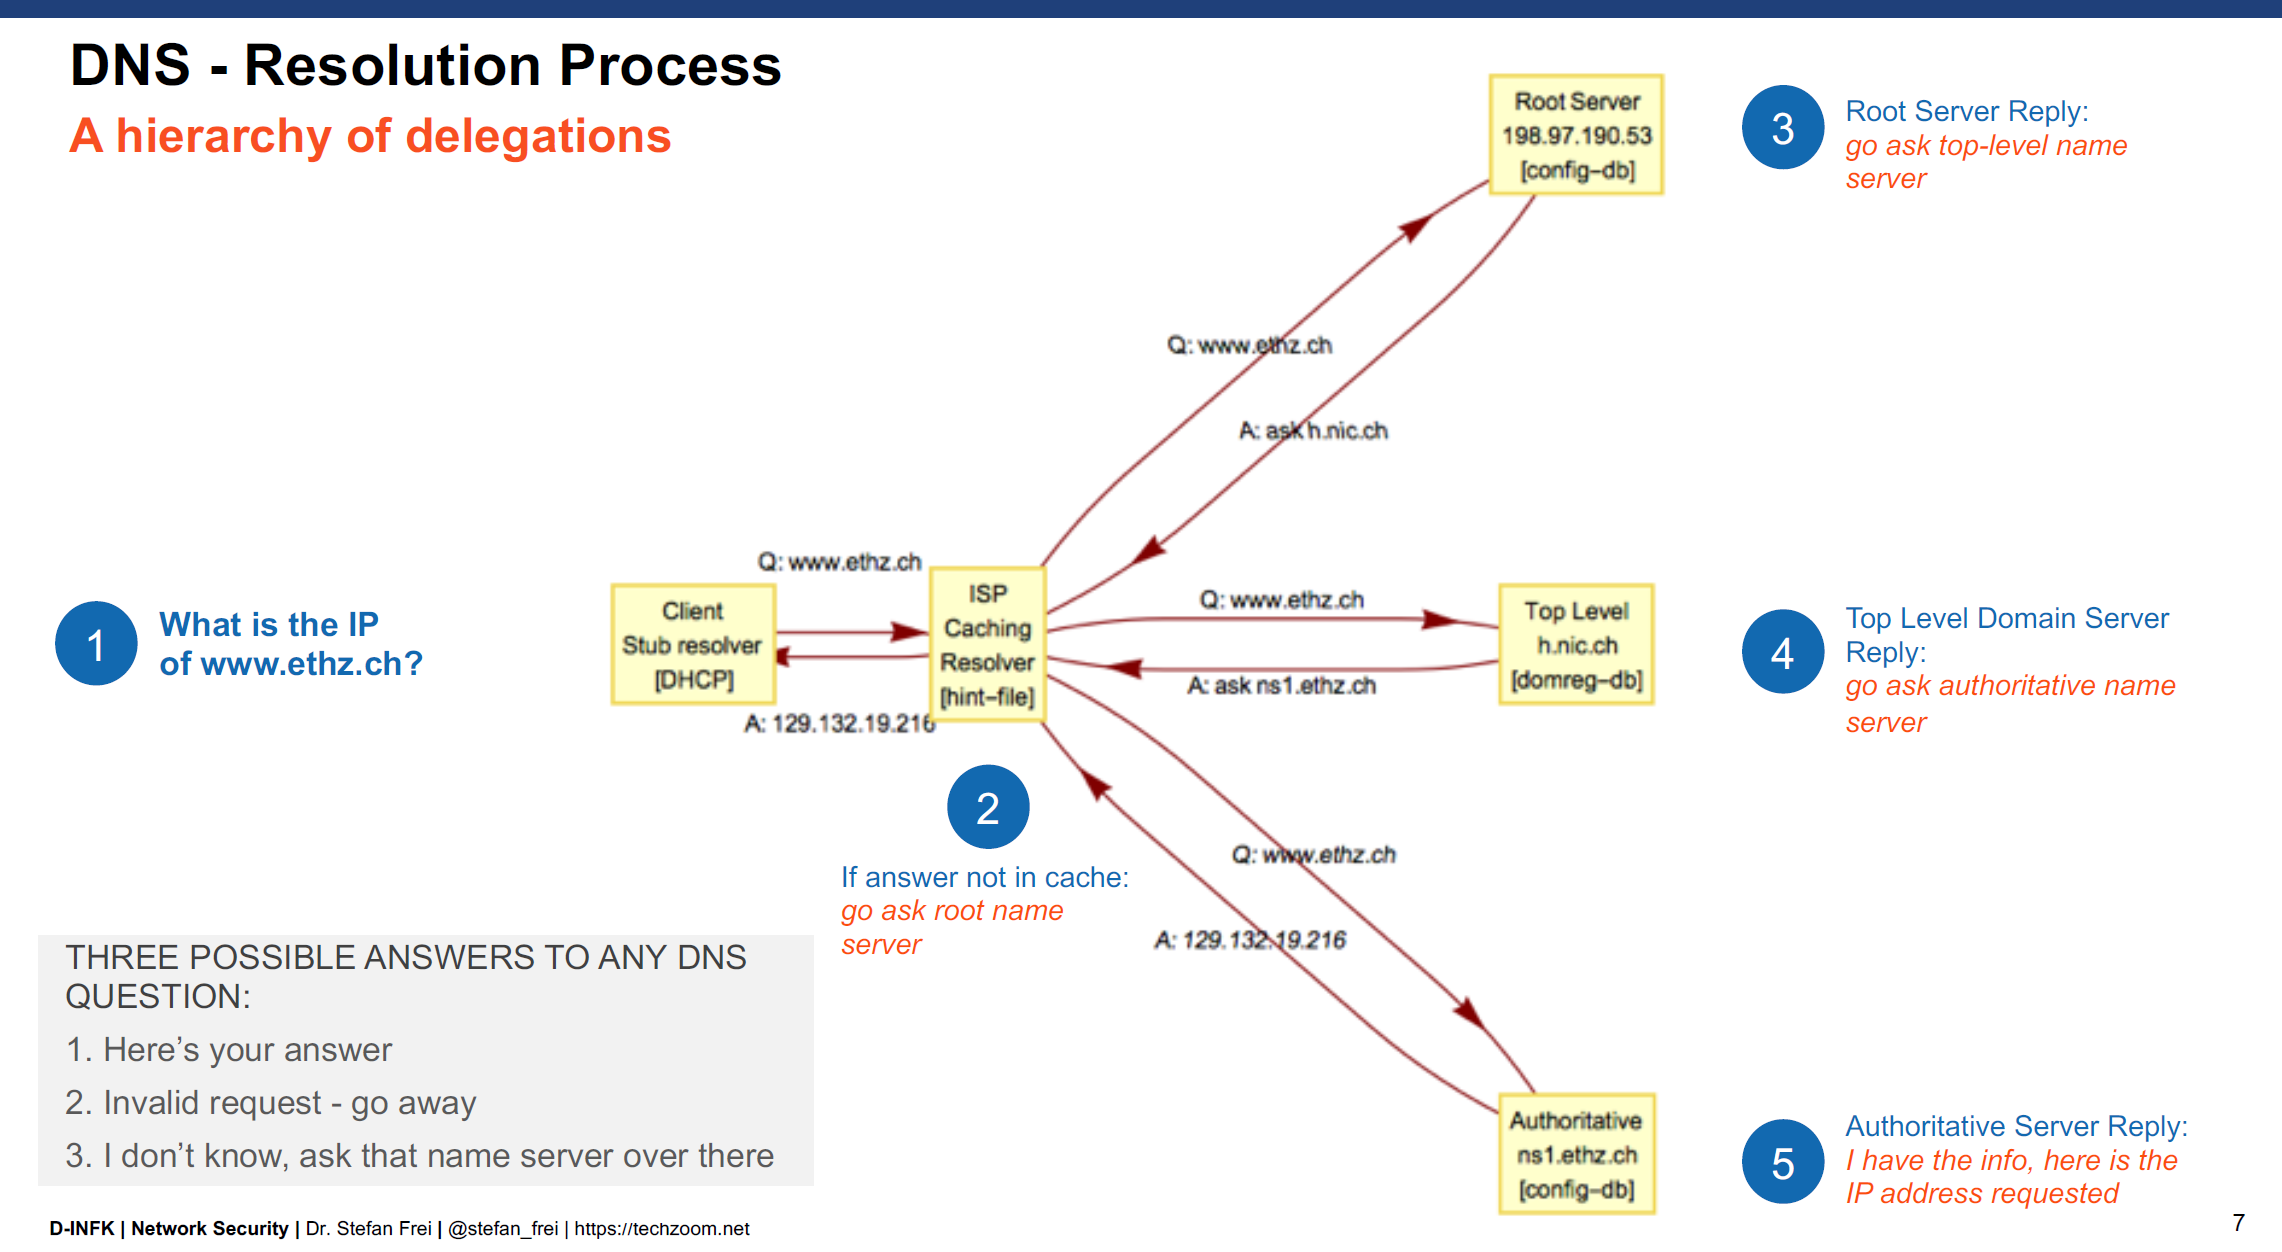 DNS - Resolution Process
A hierarchy of delegations
Root Server
198.97.190.53
[config-db]
3
Root Server Reply:
go ask top-level name
server
Q: www.ethz.ch
A: ask h.nic.ch
1
What is the IP
of www.ethz.ch?
Q: www.ethz.ch
Client
Stub resolver
[DHCP]
A: 129.132.19.216
ISP
Caching
Resolver
[hint-file]
Q: www.ethz.ch
A: ask ns1.ethz.ch
Top Level
h.nic.ch
[domreg-db]
4
Top Level Domain Server
Reply:
go ask authoritative name
server
2
If answer not in cache:
go ask root name
server
Q: www.ethz.ch
A: 129.132.19.216
THREE POSSIBLE ANSWERS TO ANY DNS
QUESTION:
1. Here’s your answer
2. Invalid request - go away
3. I don’t know, ask that name server over there
Authoritative
ns1.ethz.ch
[config-db]
5
Authoritative Server Reply:
I have the info, here is the
IP address requested
D-INFK | Network Security | Dr. Stefan Frei | @stefan_frei | https://techzoom.net
7